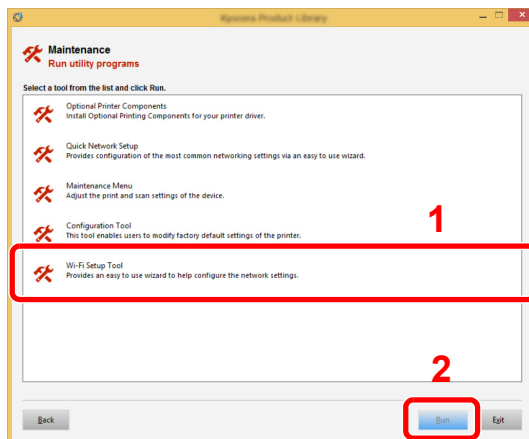 Kyocera Product Library
Maintenance
Run utility programs
Select a tool from the list and click Run.
Optional Printer Components
Install Optional Printing Components for your printer driver.
Quick Network Setup
Provides configuration of the most common networking settings via an easy to use wizard.
Maintenance Menu
Adjust the print and scan settings of the device.
1
Configuration Tool
This tool enables users to modify factory default settings of the printer.
Wi-Fi Setup Tool
Provides an easy to use wizard to help configure the network settings.
2
Back
Run
Exit